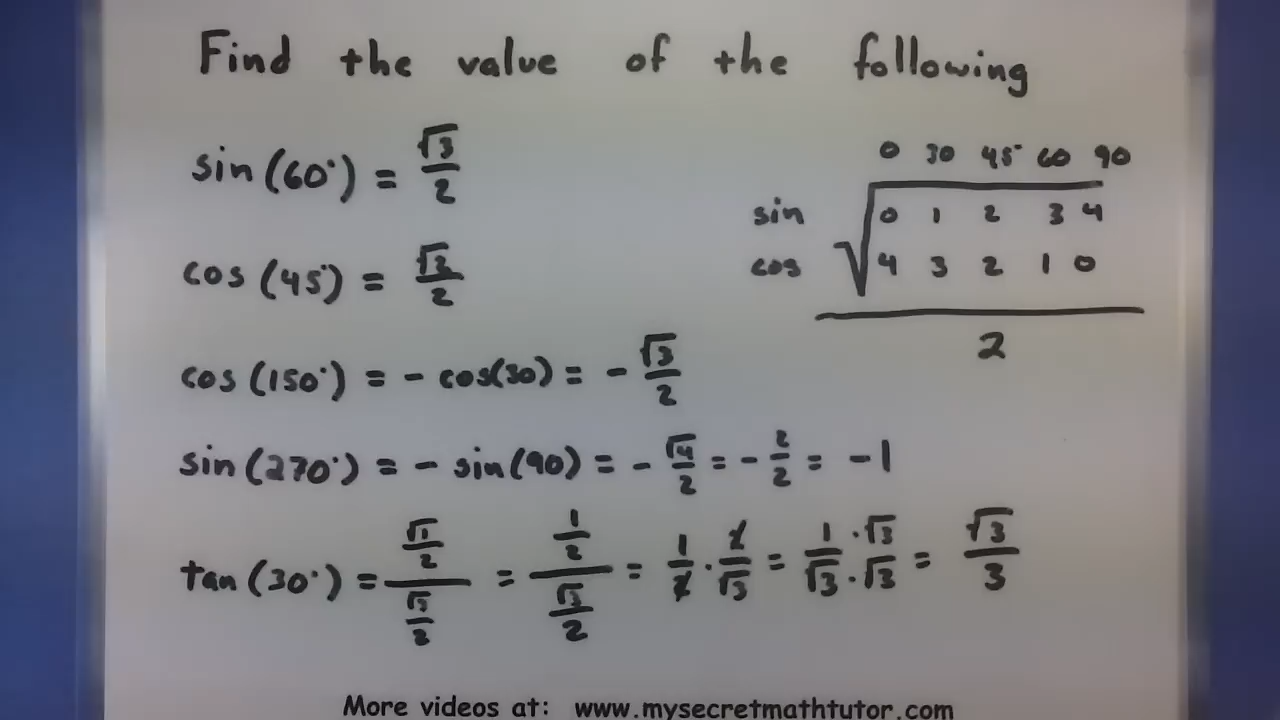 Find the value of the following
sin(60°) = √3/2
cos(45°) = √2/2
cos(150°) = - cos(30) = - √3/2
sin(270°) = - sin(90) = - √4/2 = - 2/2 = -1
tan(30°) = (√1/2)/(√3/2) = (1/2)/(√3/2) = 1/2 · 2/√3 = 1/√3 · √3/√3 = √3/3
0 30 45° 60 90
sin √ 0 1 2 3 4
cos 4 3 2 1 0
2
More videos at: www.mysecretmathtutor.com